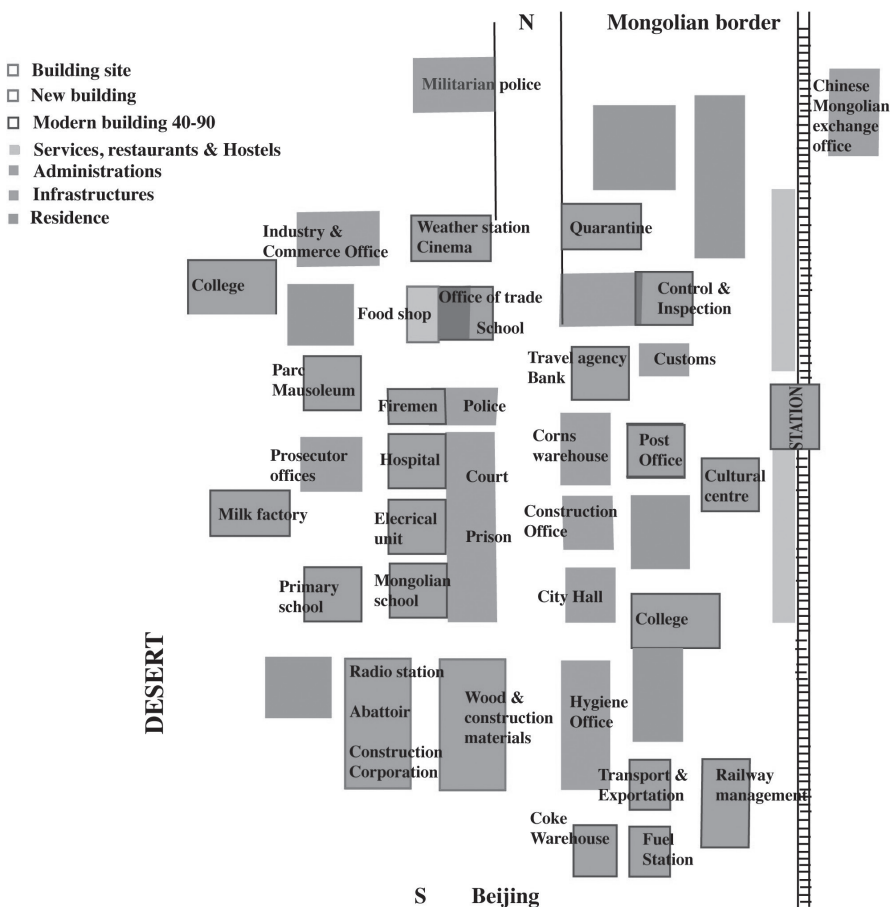 N Mongolian border
Building site
New building
Modern building 40-90
Services, restaurants & Hostels
Administrations
Infrastructures
Residence
Militarian police
Chinese
Mongolian
exchange
office
Industry &
Commerce Office
Weather station
Cinema
Quarantine
College
Food shop
Office of trade
School
Control &
Inspection
Parc
Mausoleum
Travel agency
Bank
Customs
Firemen
Police
STATION
Prosecutor
offices
Hospital
Court
Corns
warehouse
Post
Office
Cultural
centre
Milk factory
Elecrical
unit
Prison
Construction
Office
Primary
school
Mongolian
school
City Hall
College
DESERT
Radio station
Abattoir
Construction
Corporation
Wood &
construction
materials
Hygiene
Office
Transport &
Exportation
Railway
management
Coke
Warehouse
Fuel
Station
S Beijing